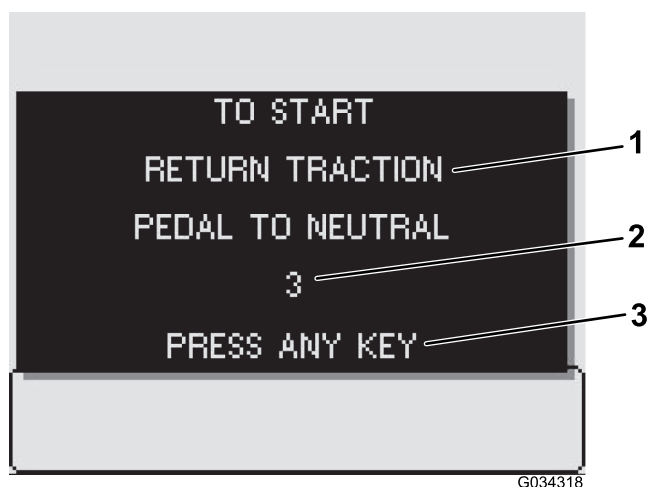 TO START
RETURN TRACTION
1
PEDAL TO NEUTRAL
2
3
3
PRESS ANY KEY
G034318